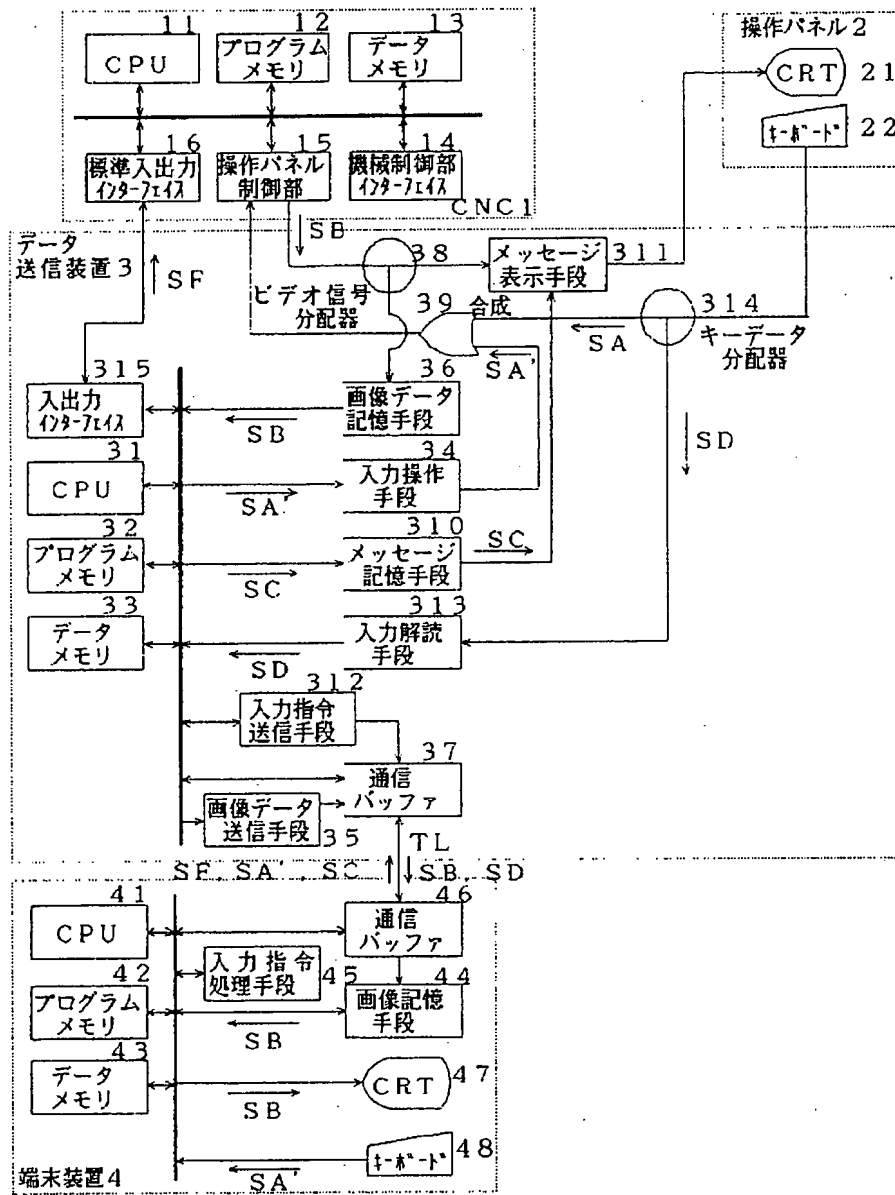 11
CPU
12
プログラム
メモリ
13
データ
メモリ
16
標準入出力
インターフェイス
15
操作パネル
制御部
14
機械制御部
インターフェイス
CNC1
操作パネル2
CRT
21
キーボード
22
データ
送信装置3
SF
SB
38
ビデオ信号
分配器
メッセージ
表示手段
311
39
合成
314
キーデータ
分配器
SA
SA'
SD
315
入出力
インターフェイス
36
画像データ
記憶手段
SB
31
CPU
34
入力操作
手段
SA'
32
プログラム
メモリ
310
メッセージ
記憶手段
SC
SC
33
データ
メモリ
313
入力解読
手段
SD
312
入力指令
送信手段
37
通信
バッファ
画像データ
送信手段
35
TL
SF, SA', SC
SB, SD
41
CPU
46
通信
バッファ
42
プログラム
メモリ
入力指令
処理手段
45
44
画像記憶
手段
SB
43
データ
メモリ
CRT
47
SB
キーボード
48
SA'
端末装置4